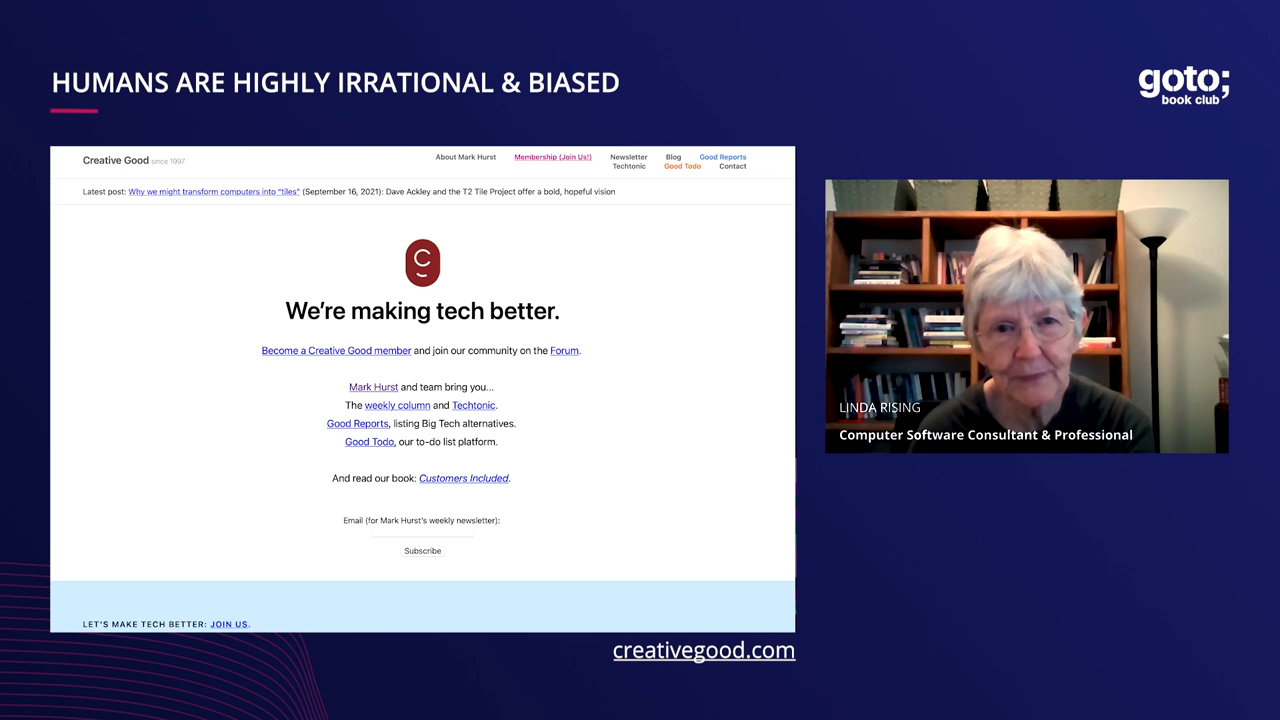 HUMANS ARE HIGHLY IRRATIONAL & BIASED
goto;
book club
Creative Good since 1997
About Mark Hurst Membership (Join Us!) Newsletter Blog Good Reports
Techtonic Good Todo Contact
Latest post: Why we might transform computers into "tiles" (September 16, 2021): Dave Ackley and the T2 Tile Project offer a bold, hopeful vision
We're making tech better.
Become a Creative Good member and join our community on the Forum.
Mark Hurst and team bring you...
The weekly column and Techtonic.
Good Reports, listing Big Tech alternatives.
Good Todo, our to-do list platform.
And read our book: Customers Included.
Email (for Mark Hurst's weekly newsletter):
Subscribe
LET'S MAKE TECH BETTER: JOIN US.
creativegood.com
LINDA RISING
Computer Software Consultant & Professional